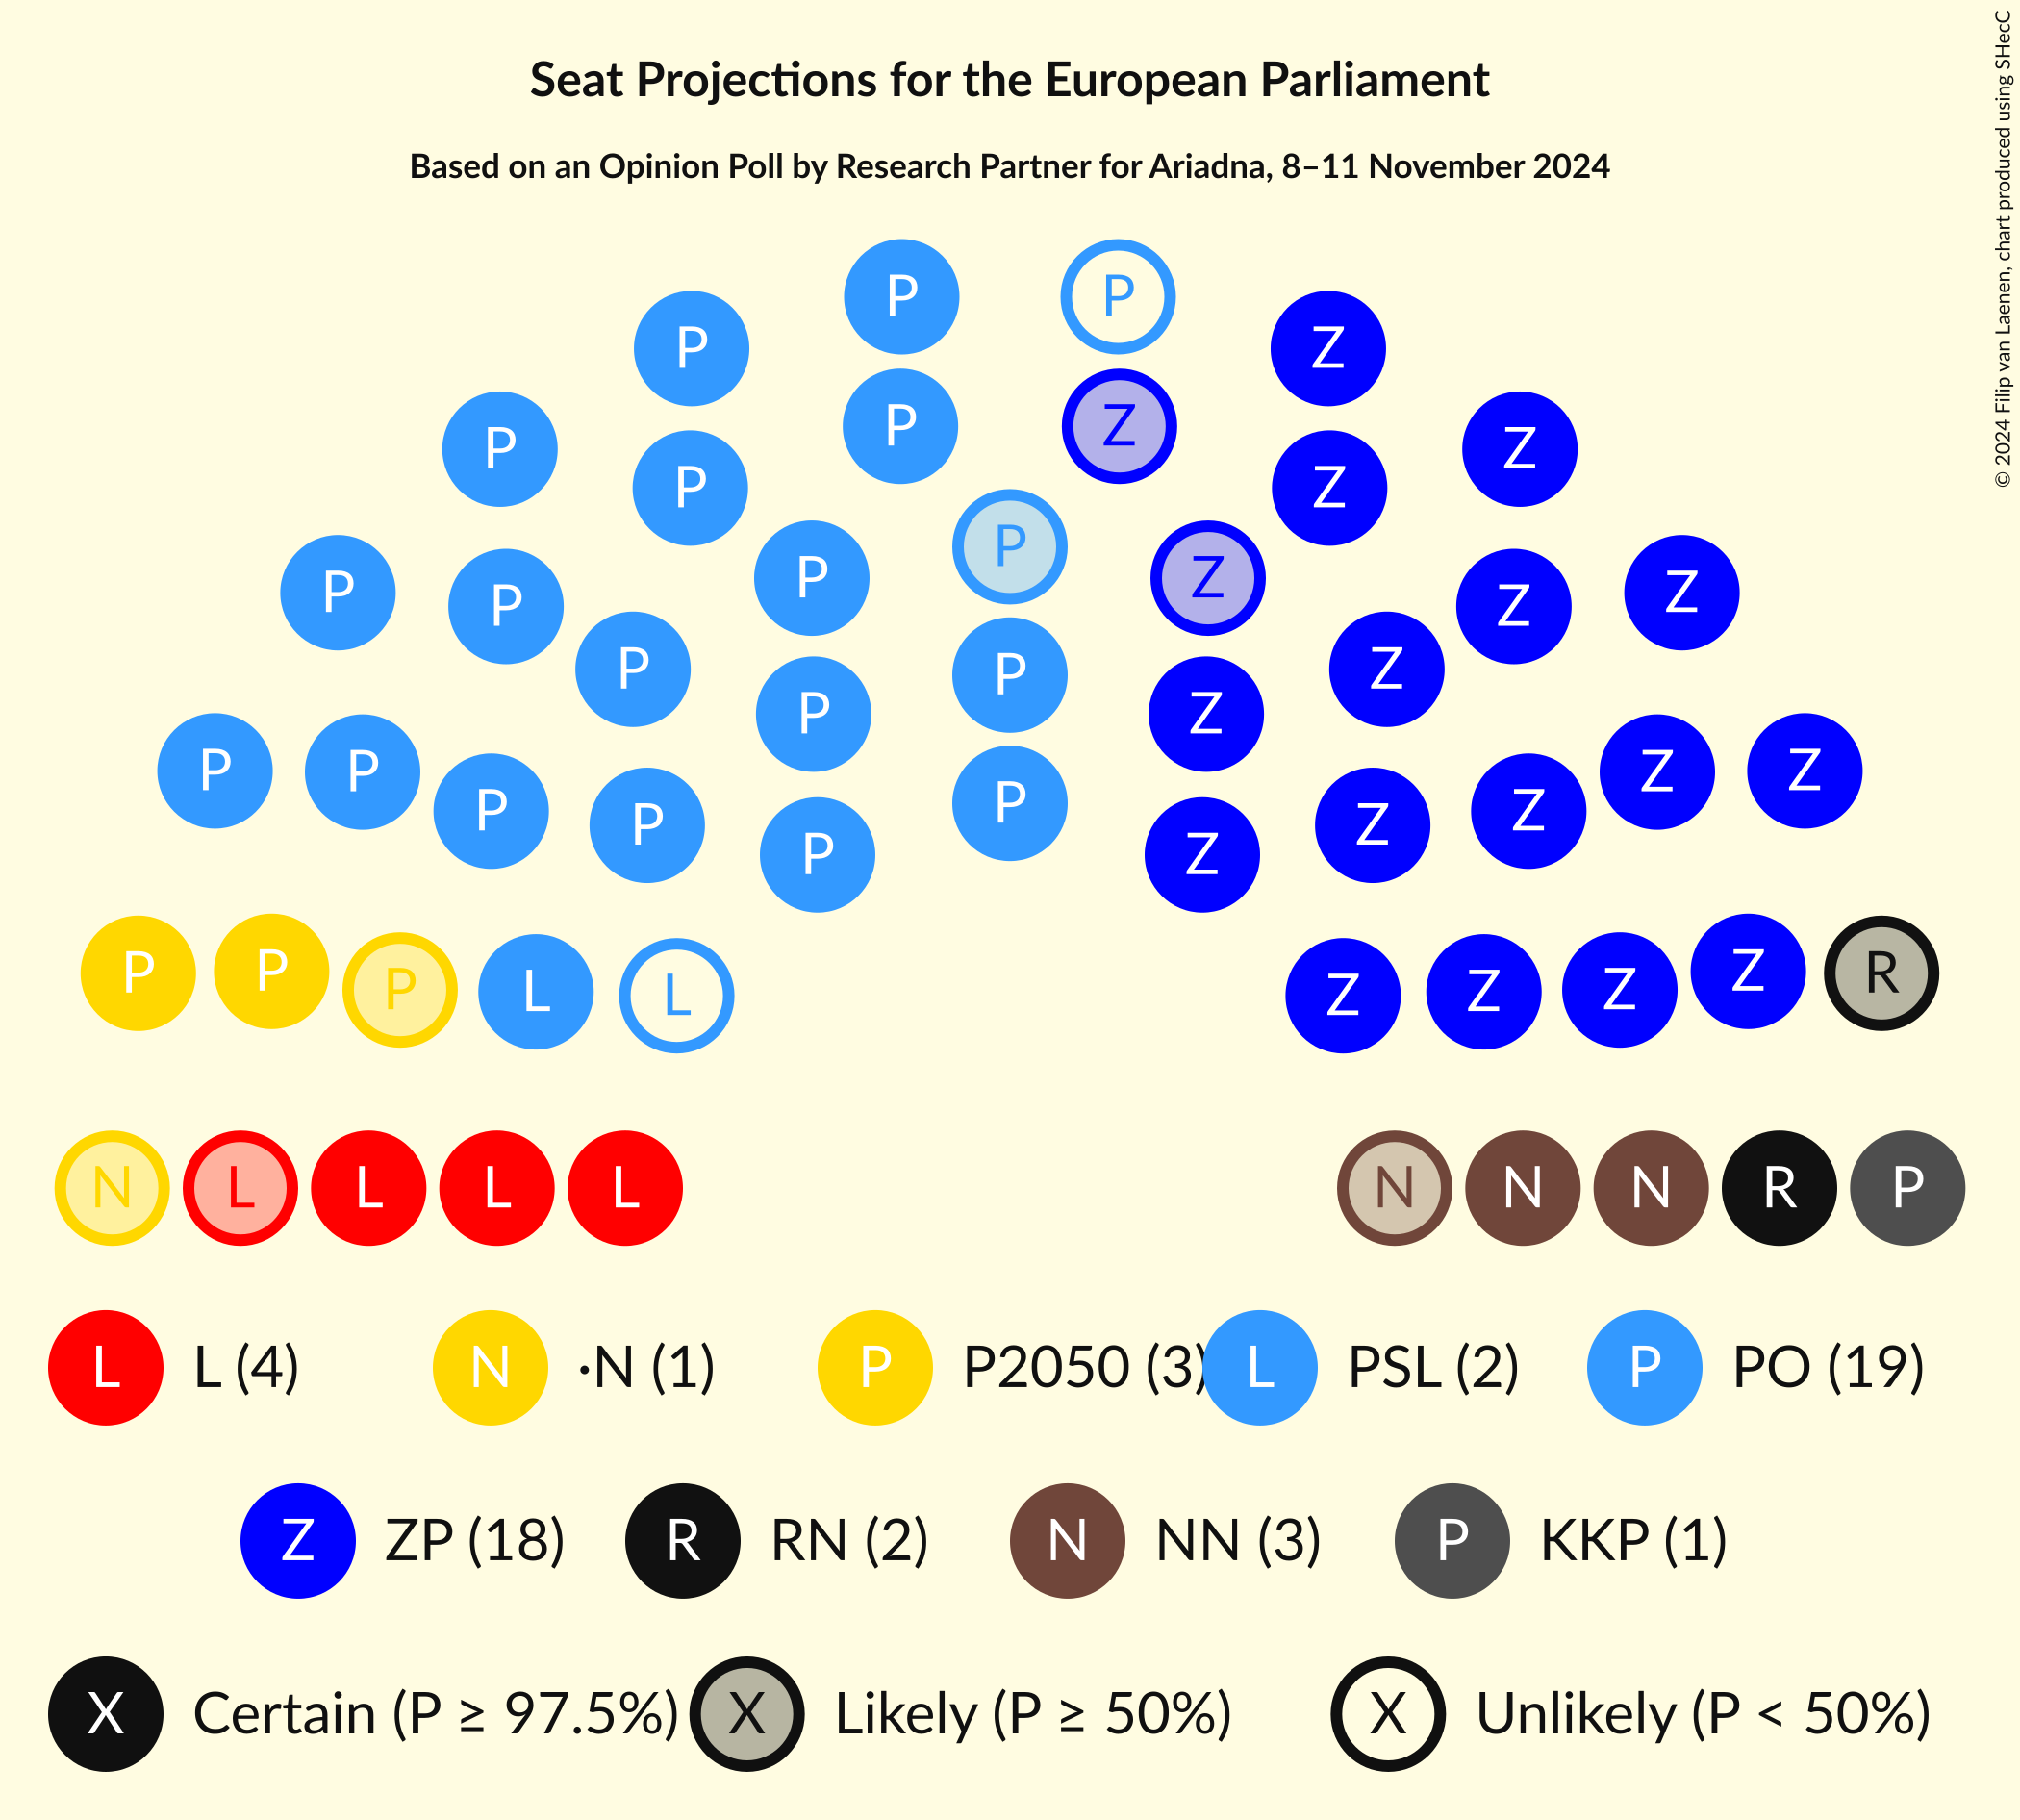 Seat Projections for the European Parliament
Based on an Opinion Poll by Research Partner for Ariadna, 8–11 November 2024
© 2024 Filip van Laenen, chart produced using SHecC
P P
P Z
P Z
P Z
P Z
P
P Z
P Z
P Z
P Z
P Z
P
P Z
P Z
P Z
P Z
P
P Z
P Z
P P Z R
P L Z Z
L Z
N L L L L N N N R P
L L (4) N ·N (1) P P2050 (3) L PSL (2) P PO (19)
Z ZP (18) R RN (2) N NN (3) P KKP (1)
X Certain (P ≥ 97.5%) X Likely (P ≥ 50%) X Unlikely (P < 50%)